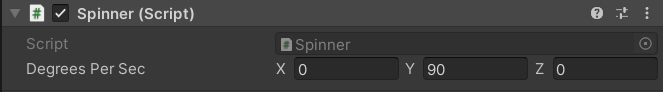 Spinner (Script)
Script Spinner
Degrees Per Sec X 0 Y 90 Z 0